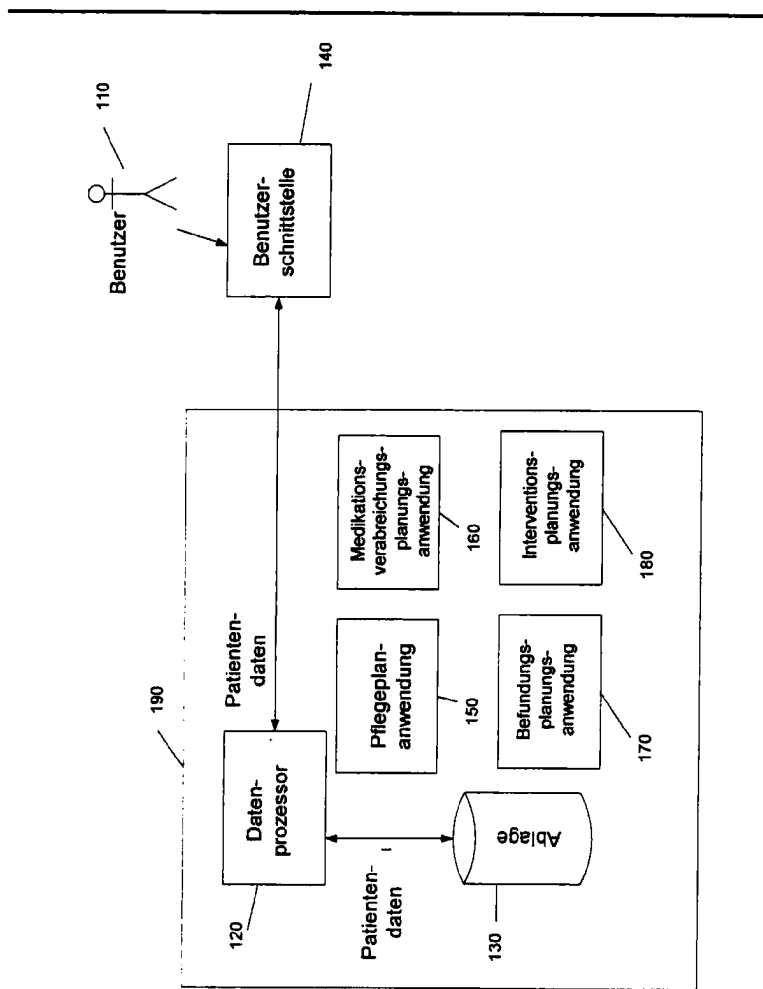 110
Benutzer
190
Patienten-
daten
140
Benutzer-
schnittstelle
120
Daten-
prozessor
Patienten-
daten
Pflegeplan-
anwendung
Medikations-
verabreichungs-
planungs-
anwendung
150
160
130
Ablage
Befundungs-
planungs-
anwendung
Interventions-
planungs-
anwendung
170
180